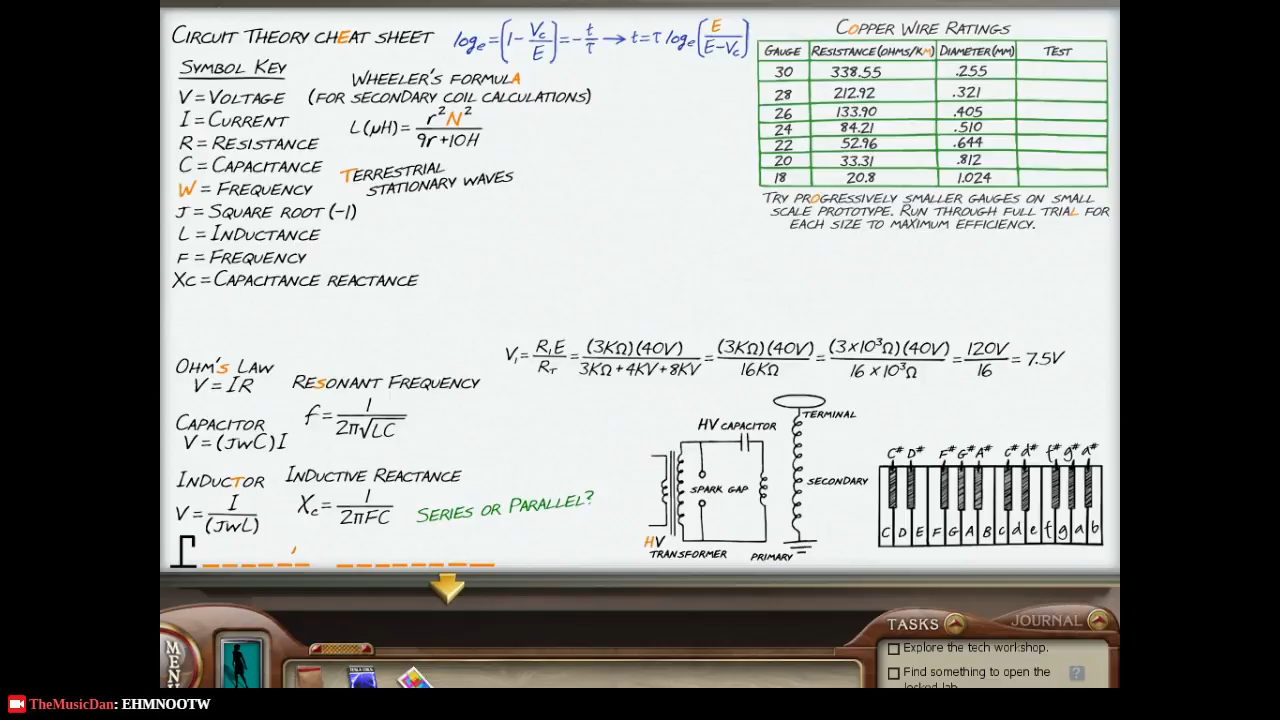 CIRCUIT THEORY CHEAT SHEET
logₑ=(1-Vc/E)=-t/τ→t=τ logₑ(E/E-Vc)
COPPER WIRE RATINGS
GAUGE RESISTANCE (OHMS/KM) DIAMETER (MM) TEST
30 338.55 .255
28 212.92 .321
26 133.90 .405
24 84.21 .510
22 52.96 .644
20 33.31 .812
18 20.8 1.024
TRY PROGRESSIVELY SMALLER GAUGES ON SMALL
SCALE PROTOTYPE. RUN THROUGH FULL TRIAL FOR
EACH SIZE TO MAXIMUM EFFICIENCY.
SYMBOL KEY
V = VOLTAGE
I = CURRENT
R = RESISTANCE
C = CAPACITANCE
W = FREQUENCY
J = SQUARE ROOT (-1)
L = INDUCTANCE
F = FREQUENCY
XC = CAPACITANCE REACTANCE
WHEELER'S FORMULA
(FOR SECONDARY COIL CALCULATIONS)
L(μH) = r²N²/9r+10H
TERRESTRIAL
STATIONARY WAVES
V₁ = R₁E/R_T = (3KΩ)(40V)/3KΩ+4KV+8KV = (3KΩ)(40V)/16KΩ = (3×10³Ω)(40V)/16×10³Ω = 120V/16 = 7.5V
OHM'S LAW
V = IR
CAPACITOR
V = (JWC)I
INDUCTOR
V = I/(JWL)
RESONANT FREQUENCY
f = 1/2π√LC
INDUCTIVE REACTANCE
Xc = 1/2πFC
SERIES OR PARALLEL?
HV CAPACITOR
TERMINAL
SPARK GAP
SECONDARY
HV
TRANSFORMER
PRIMARY
C# D# F# G# A# c# d# f# g# a#
C D E F G A B c d e f g a b
'
MENU
TASKS
JOURNAL
Explore the tech workshop.
Find something to open the
locked lab.
?
TheMusicDan: EHMNOOTW